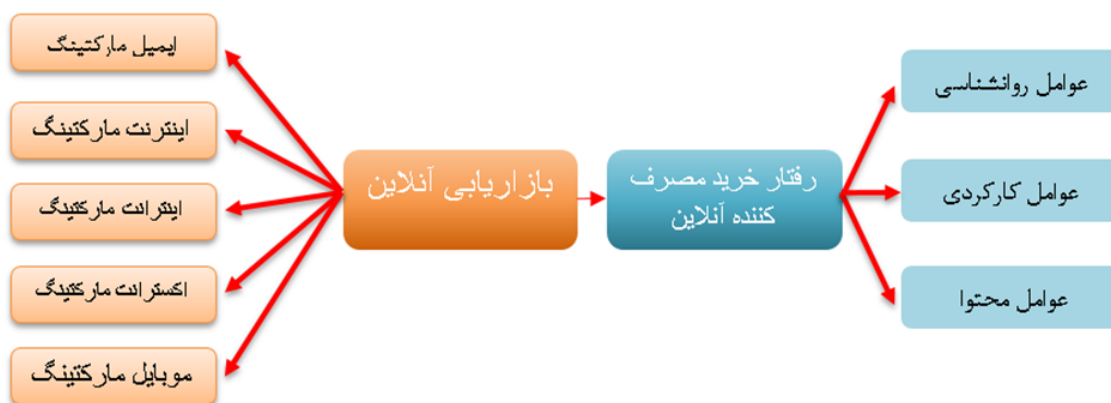 ایمیل مارکتینگ
اینترنت مارکتینگ
اینترانت مارکتینگ
اکسترانت مارکتینگ
موبایل مارکتینگ
بازاریابی آنلاین
رفتار خرید مصرف
کننده آنلاین
عوامل روانشناسی
عوامل کارکردی
عوامل محتوا